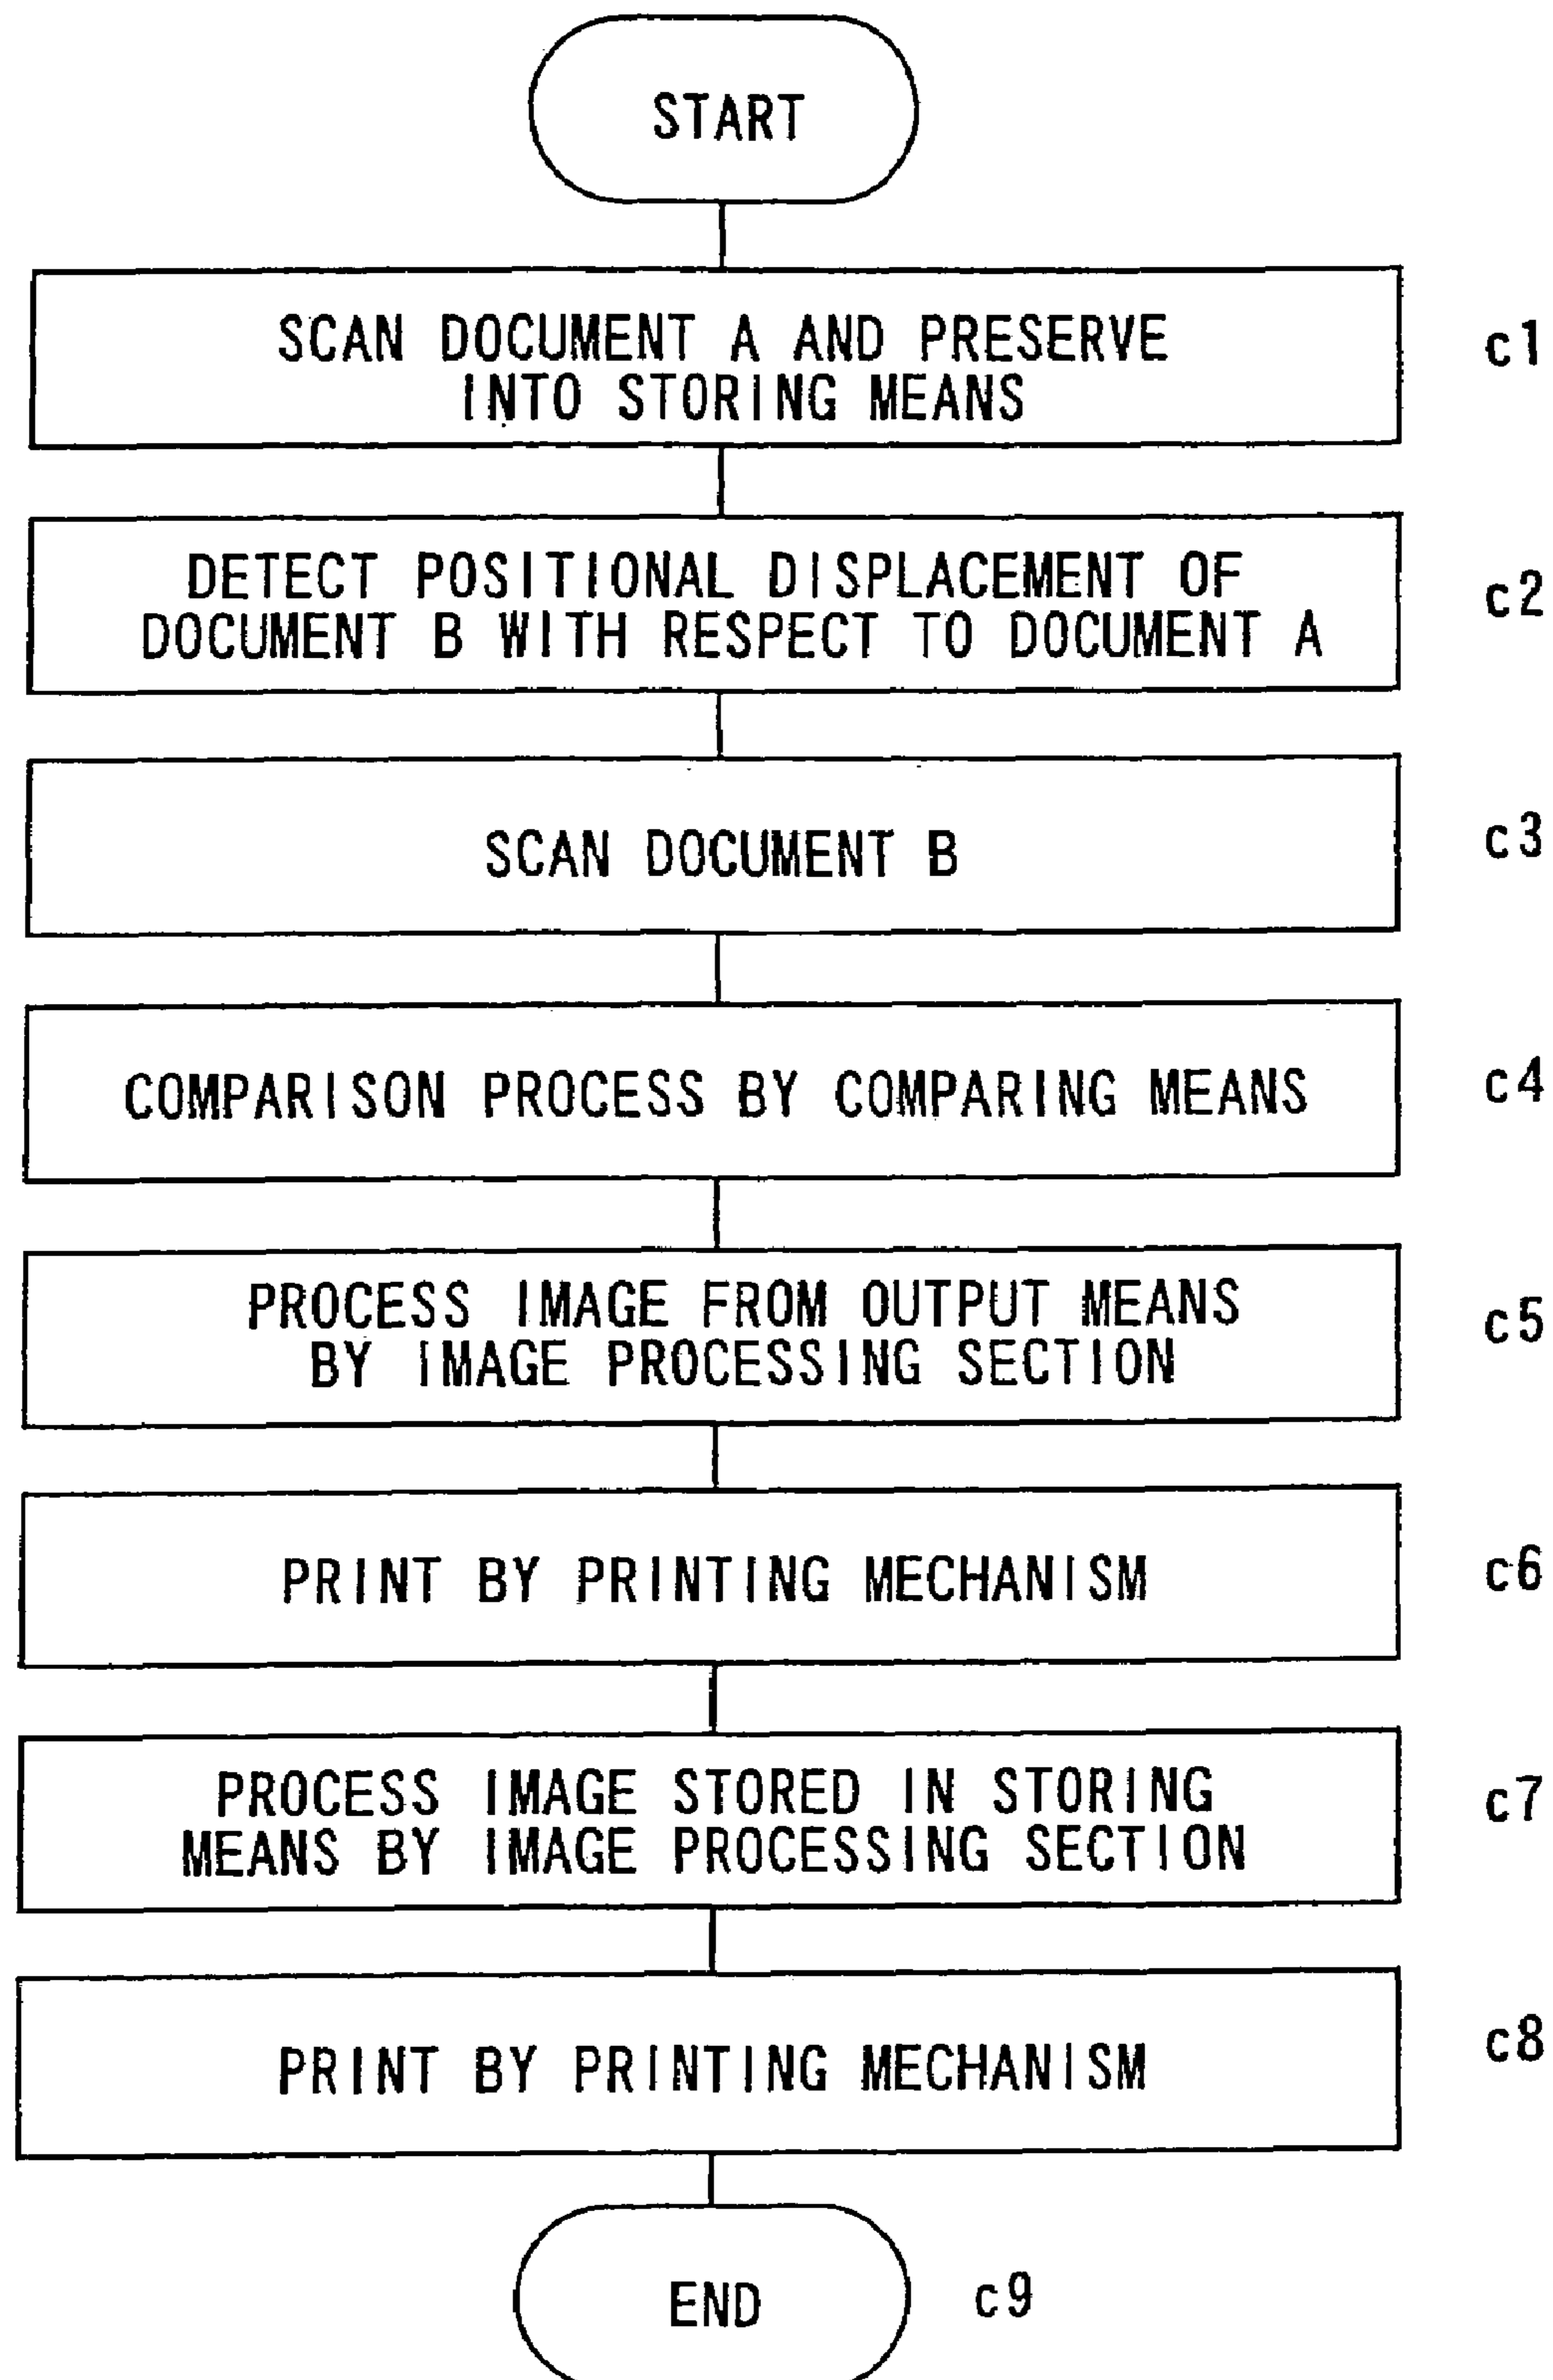 START
SCAN DOCUMENT A AND PRESERVE
INTO STORING MEANS
c1
DETECT POSITIONAL DISPLACEMENT OF
DOCUMENT B WITH RESPECT TO DOCUMENT A
c2
SCAN DOCUMENT B
c3
COMPARISON PROCESS BY COMPARING MEANS
c4
PROCESS IMAGE FROM OUTPUT MEANS
BY IMAGE PROCESSING SECTION
c5
PRINT BY PRINTING MECHANISM
c6
PROCESS IMAGE STORED IN STORING
MEANS BY IMAGE PROCESSING SECTION
c7
PRINT BY PRINTING MECHANISM
c8
END
c9